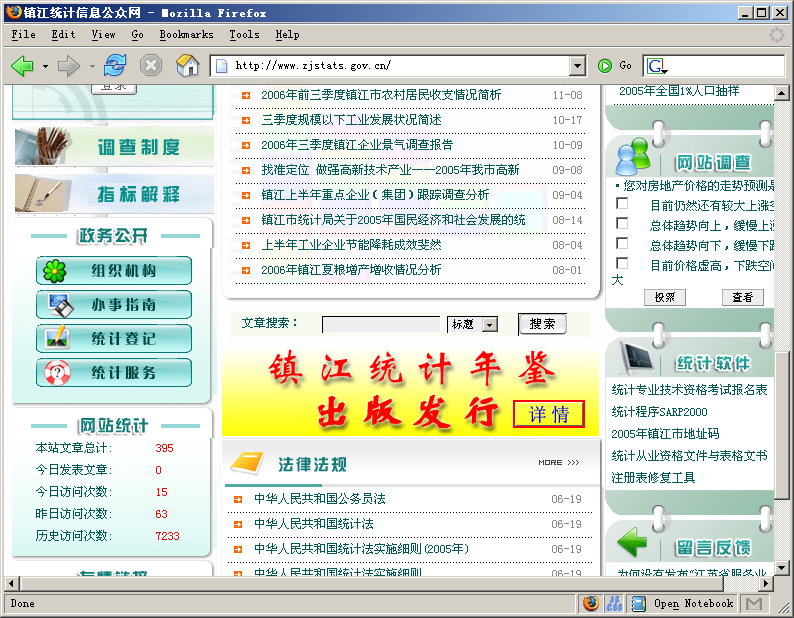 镇江统计信息公众网 - Mozilla Firefox
File Edit View Go Bookmarks Tools Help
http://www.zjstats.gov.cn/
Go
登录
调查制度
指标解释
政务公开
组织机构
办事指南
统计登记
统计服务
网站统计
本站文章总计: 395
今日发表文章: 0
今日访问次数: 15
昨日访问次数: 63
历史访问次数: 7233
友情链接
2006年前三季度镇江市农村居民收支情况简析 11-08
三季度规模以下工业发展状况简述 10-17
2006年三季度镇江企业景气调查报告 10-09
找准定位 做强高新技术产业——2005年我市高新 09-08
镇江上半年重点企业（集团）跟踪调查分析 09-04
镇江市统计局关于2005年国民经济和社会发展的统 08-14
上半年工业企业节能降耗成效斐然 08-04
2006年镇江夏粮增产增收情况分析 08-01
文章搜索： 标题 搜索
镇江统计年鉴
出版发行 详情
法律法规 MORE >>>
中华人民共和国公务员法 06-19
中华人民共和国统计法 06-19
中华人民共和国统计法实施细则(2005年) 06-19
中华人民共和国统计法实施细则 06-19
2005年全国1%人口抽样
网站调查
·您对房地产价格的走势预测是
目前仍然还有较大上涨
总体趋势向上，缓慢上
总体趋势向下，缓慢下
目前价格虚高，下跌空间
大
投票 查看
统计软件
统计专业技术资格考试报名表
统计程序SARP2000
2005年镇江市地址码
统计从业资格文件与表格文书
注册表修复工具
留言反馈
为何没有发布"江苏省服务业
Done
Open Notebook